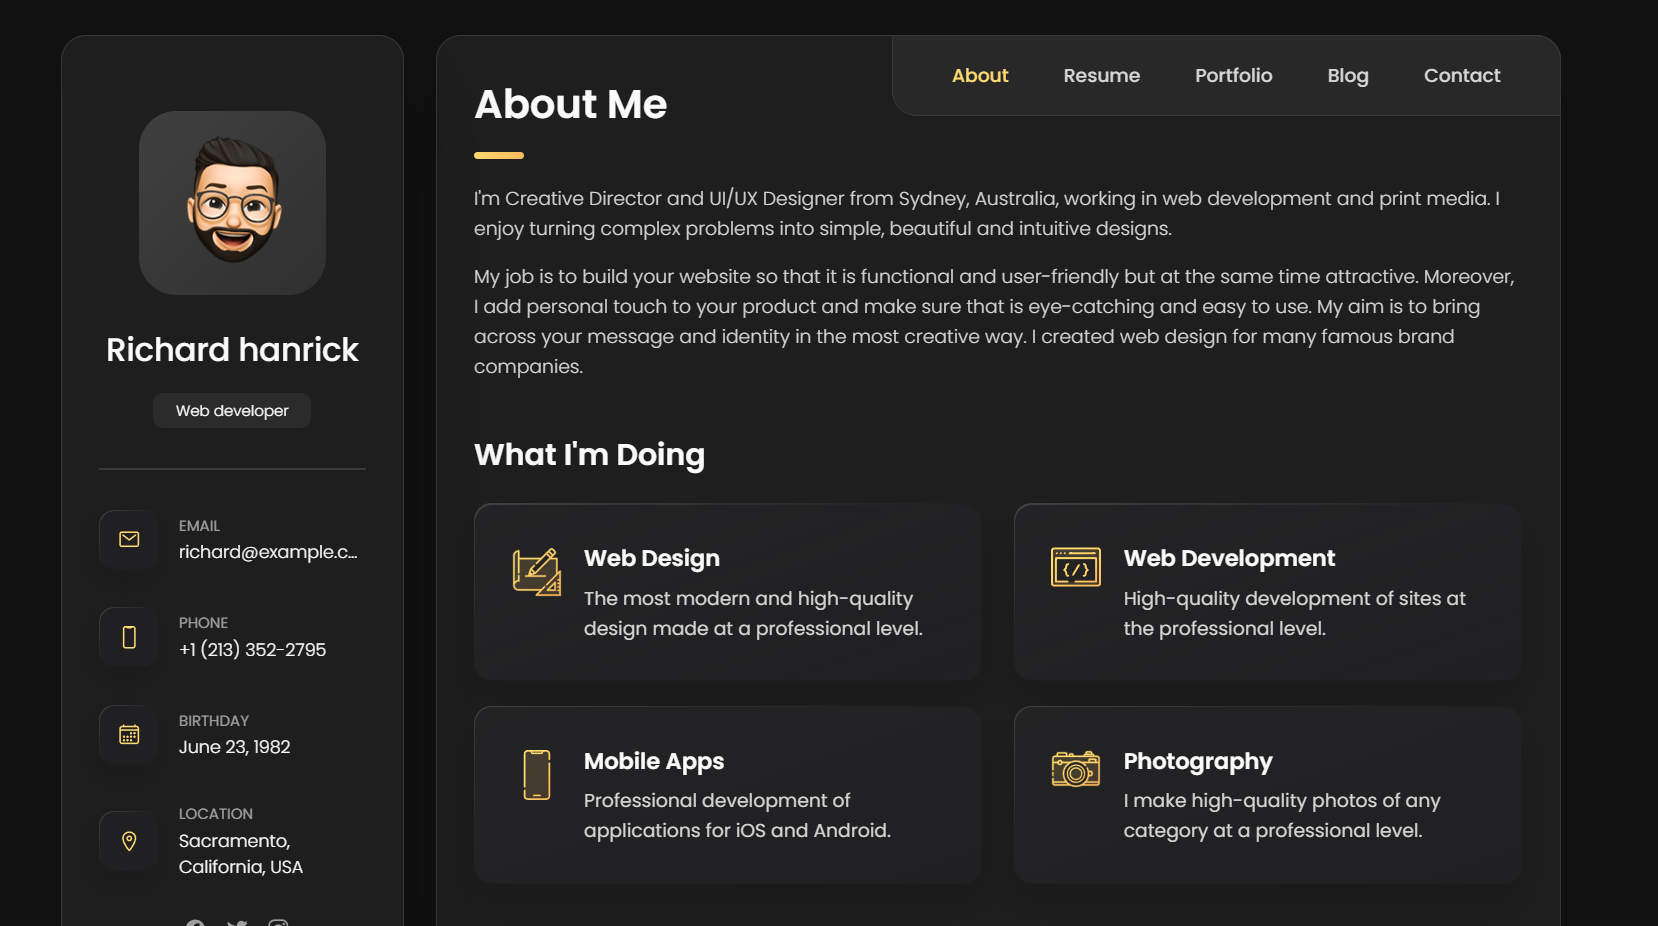 Richard hanrick
Web developer
EMAIL
richard@example.c...
PHONE
+1 (213) 352-2795
BIRTHDAY
June 23, 1982
LOCATION
Sacramento,
California, USA
About
Resume
Portfolio
Blog
Contact
About Me
I'm Creative Director and UI/UX Designer from Sydney, Australia, working in web development and print media. I
enjoy turning complex problems into simple, beautiful and intuitive designs.
My job is to build your website so that it is functional and user-friendly but at the same time attractive. Moreover,
I add personal touch to your product and make sure that is eye-catching and easy to use. My aim is to bring
across your message and identity in the most creative way. I created web design for many famous brand
companies.
What I'm Doing
Web Design
The most modern and high-quality
design made at a professional level.
Web Development
High-quality development of sites at
the professional level.
Mobile Apps
Professional development of
applications for iOS and Android.
Photography
I make high-quality photos of any
category at a professional level.